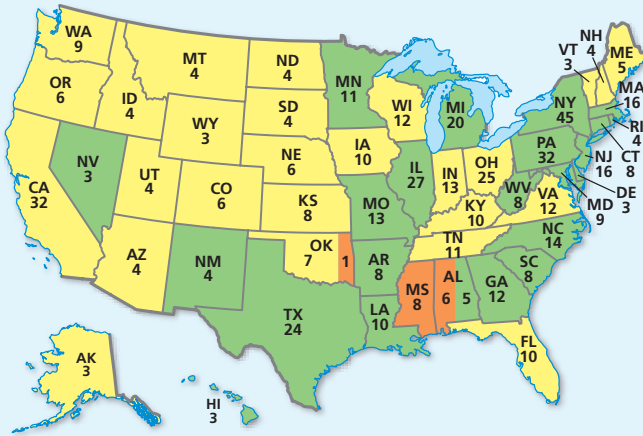 WA
9
OR
6
CA
32
NV
3
ID
4
MT
4
WY
3
UT
4
AZ
4
CO
6
NM
4
ND
4
SD
4
NE
6
KS
8
OK
7
1
TX
24
MN
11
IA
10
MO
13
AR
8
LA
10
WI
12
IL
27
MI
20
IN
13
OH
25
KY
10
TN
11
MS
8
AL
6
5
GA
12
FL
10
SC
8
NC
14
VA
12
WV
8
PA
32
NY
45
VT
3
NH
4
ME
5
MA
16
RI
4
CT
8
NJ
16
DE
3
MD
9
AK
3
HI
3